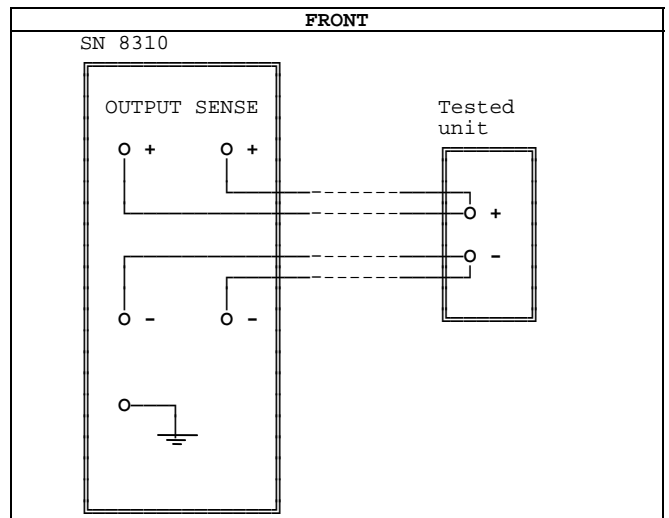 FRONT
SN 8310
OUTPUT SENSE
Tested
unit
+ +
+
-
- -